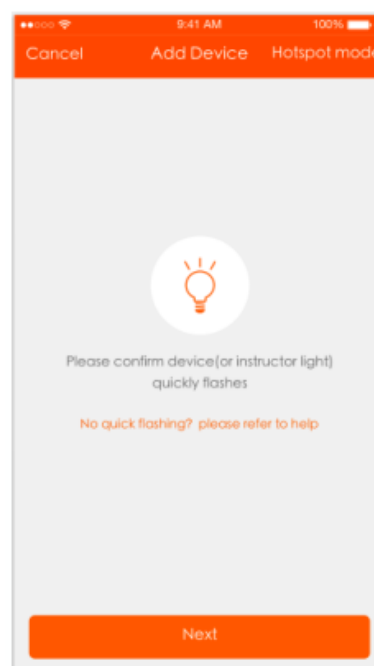 9:41 AM 100%
Cancel Add Device Hotspot mode
Please confirm device(or instructor light)
quickly flashes
No quick flashing? please refer to help
Next